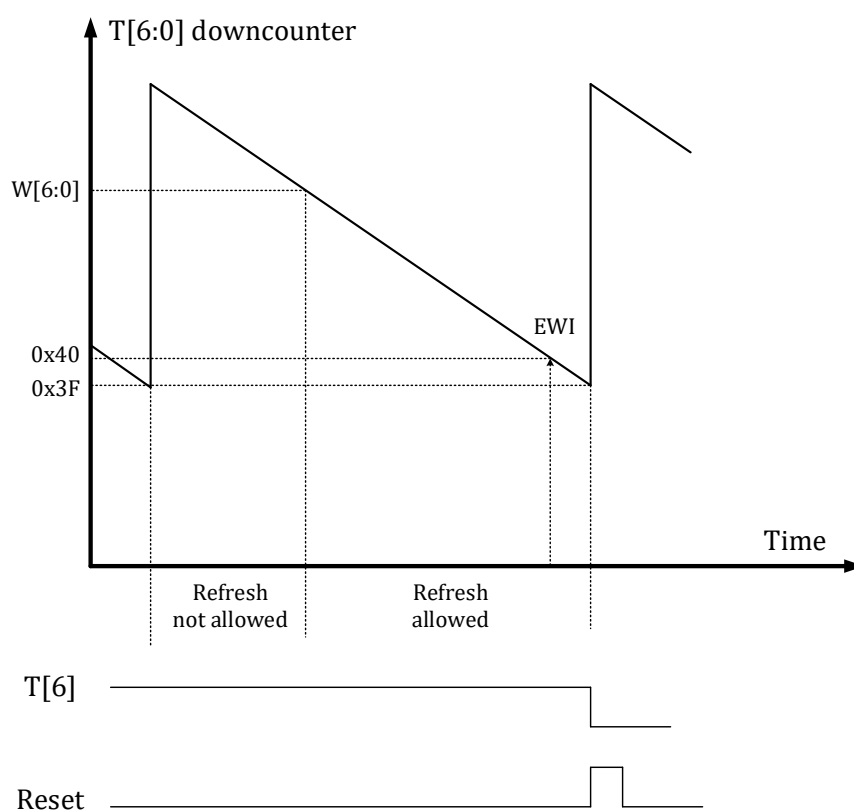 T[6:0] downcounter
W[6:0]
EWI
0x40
0x3F
Time
Refresh
not allowed
Refresh
allowed
T[6]
Reset